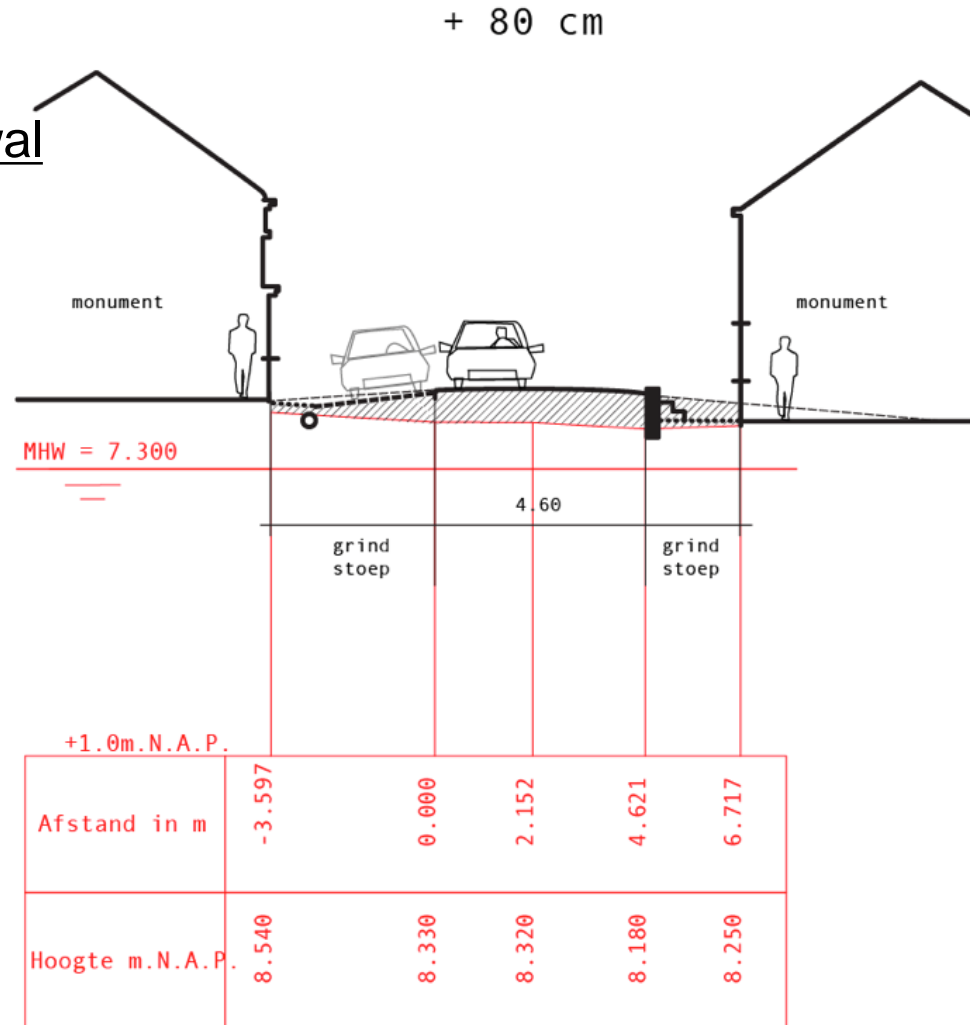 + 80 cm
val
monument
monument
MHW = 7.300
4.60
grind
stoep
grind
stoep
+1.0m.N.A.P.
Afstand in m
-3.597
0.000
2.152
4.621
6.717
Hoogte m.N.A.P.
8.540
8.330
8.320
8.180
8.250